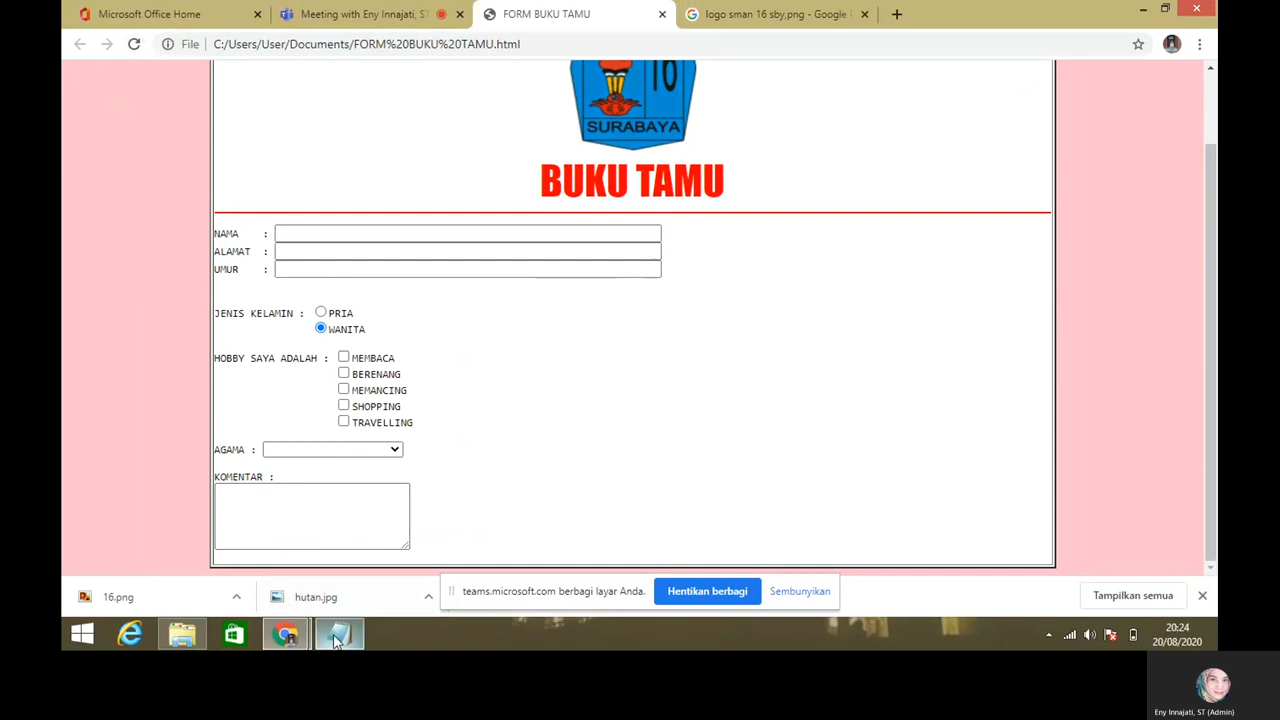 Microsoft Office Home
Meeting with Eny Innajati, ST
FORM BUKU TAMU
logo sman 16 sby,png - Google
File C:/Users/User/Documents/FORM%20BUKU%20TAMU.html
16
SURABAYA
BUKU TAMU
NAMA :
ALAMAT :
UMUR :
JENIS KELAMIN : PRIA
WANITA
HOBBY SAYA ADALAH : MEMBACA
BERENANG
MEMANCING
SHOPPING
TRAVELLING
AGAMA :
KOMENTAR :
teams.microsoft.com berbagi layar Anda. Hentikan berbagi Sembunyikan
16.png
hutan.jpg
Tampilkan semua
20:24
20/08/2020
Eny Innajati, ST (Admin)